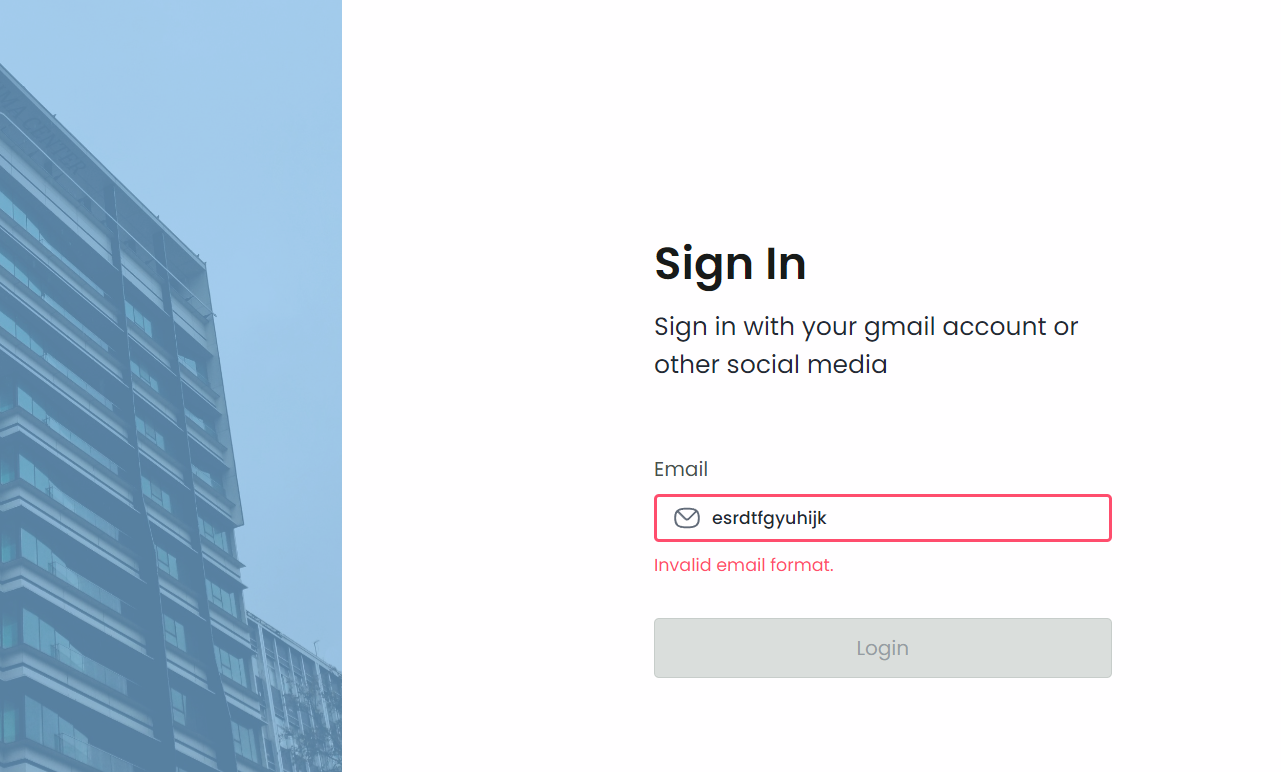 Sign In
Sign in with your gmail account or
other social media
Email
esrdtfgyuhijk
Invalid email format.
Login